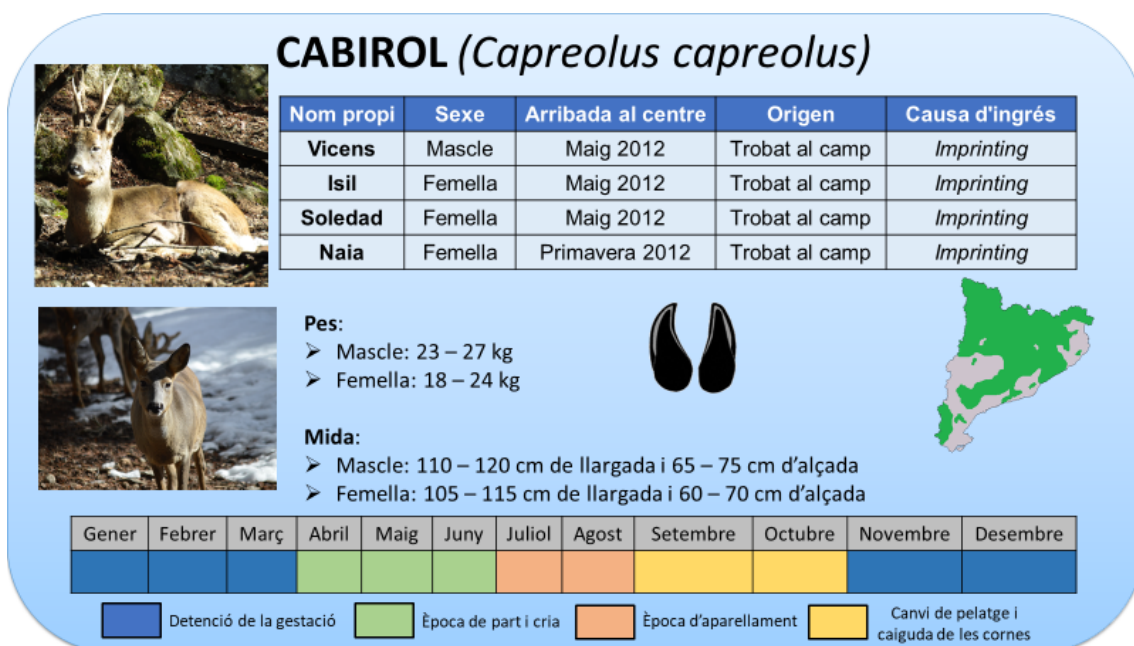 CABIROL (Capreolus capreolus)
Nom propi Sexe Arribada al centre Origen Causa d'ingrés
Vicens Mascle Maig 2012 Trobat al camp Imprinting
Isil Femella Maig 2012 Trobat al camp Imprinting
Soledad Femella Maig 2012 Trobat al camp Imprinting
Naia Femella Primavera 2012 Trobat al camp Imprinting
Pes:
➢ Mascle: 23 – 27 kg
➢ Femella: 18 – 24 kg
Mida:
➢ Mascle: 110 – 120 cm de llargada i 65 – 75 cm d’alçada
➢ Femella: 105 – 115 cm de llargada i 60 – 70 cm d’alçada
Gener Febrer Març Abril Maig Juny Juliol Agost Setembre Octubre Novembre Desembre
Detenció de la gestació
Època de part i cria
Època d’aparellament
Canvi de pelatge i
caiguda de les cornes